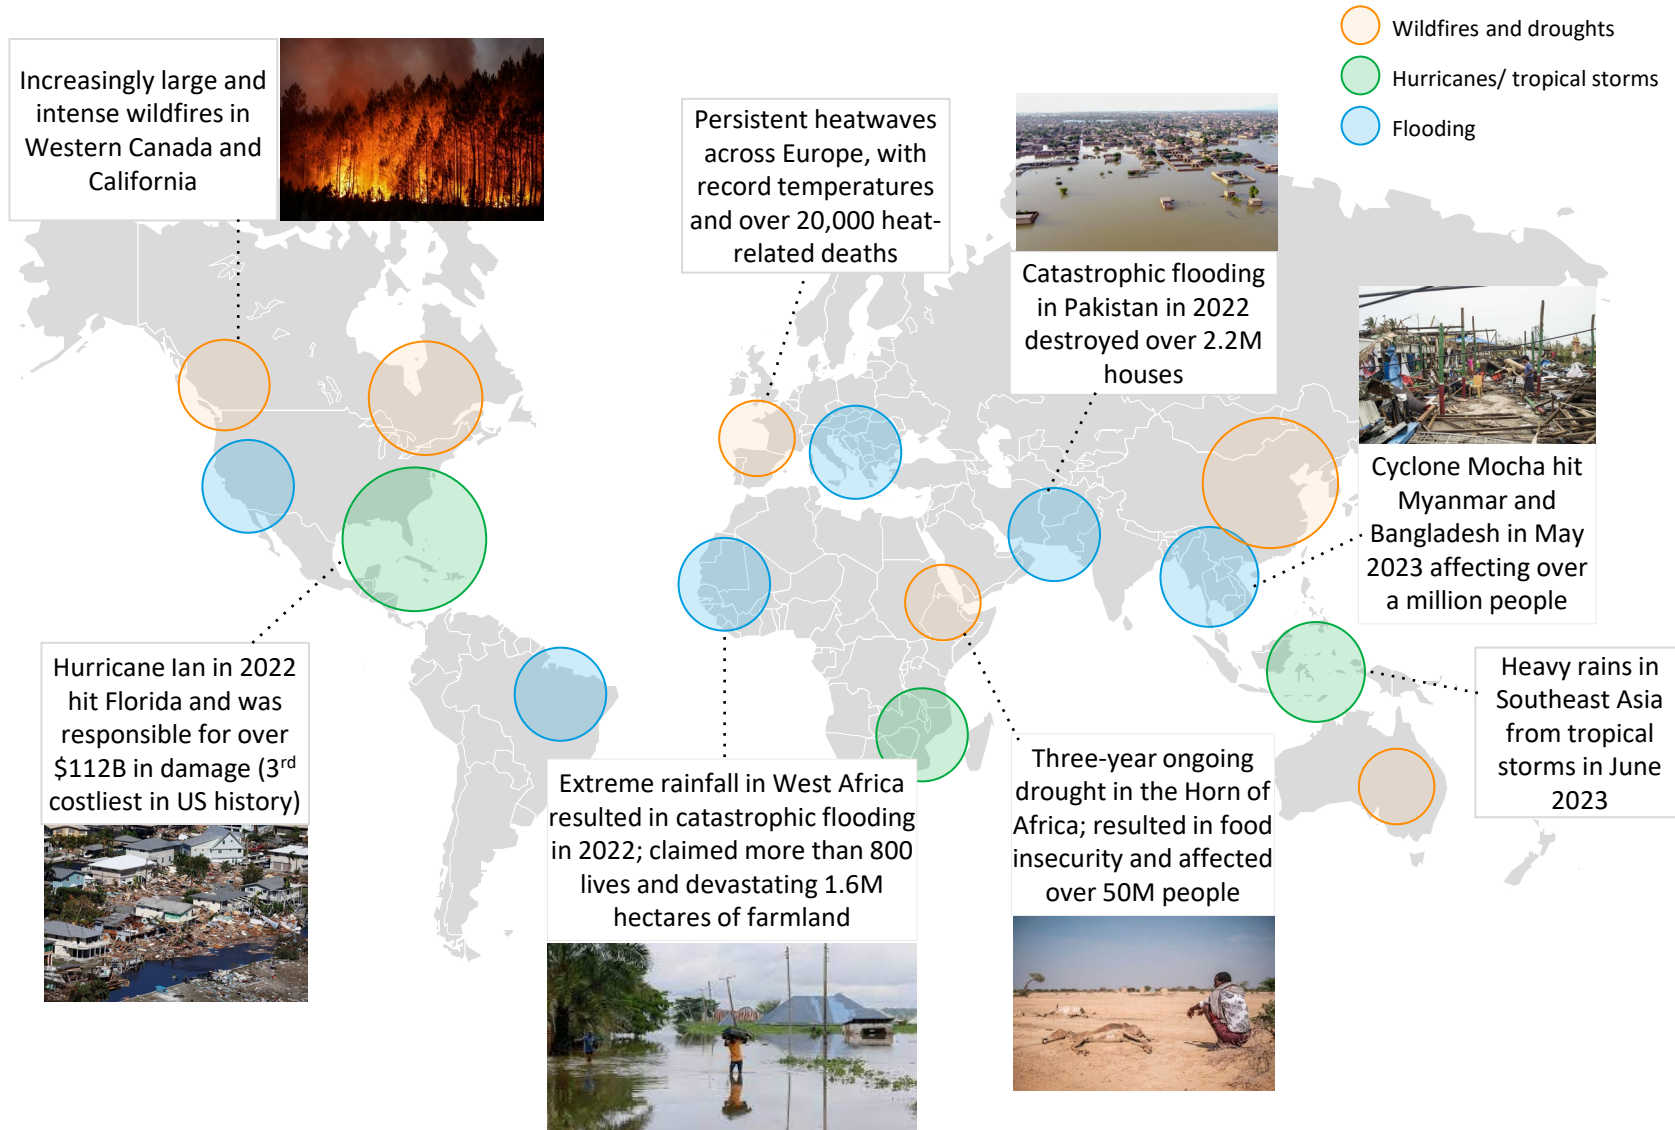 Wildfires and droughts
Hurricanes/ tropical storms
Flooding
Increasingly large and
intense wildfires in
Western Canada and
California
Persistent heatwaves
across Europe, with
record temperatures
and over 20,000 heat-
related deaths
Catastrophic flooding
in Pakistan in 2022
destroyed over 2.2M
houses
Cyclone Mocha hit
Myanmar and
Bangladesh in May
2023 affecting over
a million people
Hurricane Ian in 2022
hit Florida and was
responsible for over
$112B in damage (3rd
costliest in US history)
Extreme rainfall in West Africa
resulted in catastrophic flooding
in 2022; claimed more than 800
lives and devastating 1.6M
hectares of farmland
Three-year ongoing
drought in the Horn of
Africa; resulted in food
insecurity and affected
over 50M people
Heavy rains in
Southeast Asia
from tropical
storms in June
2023